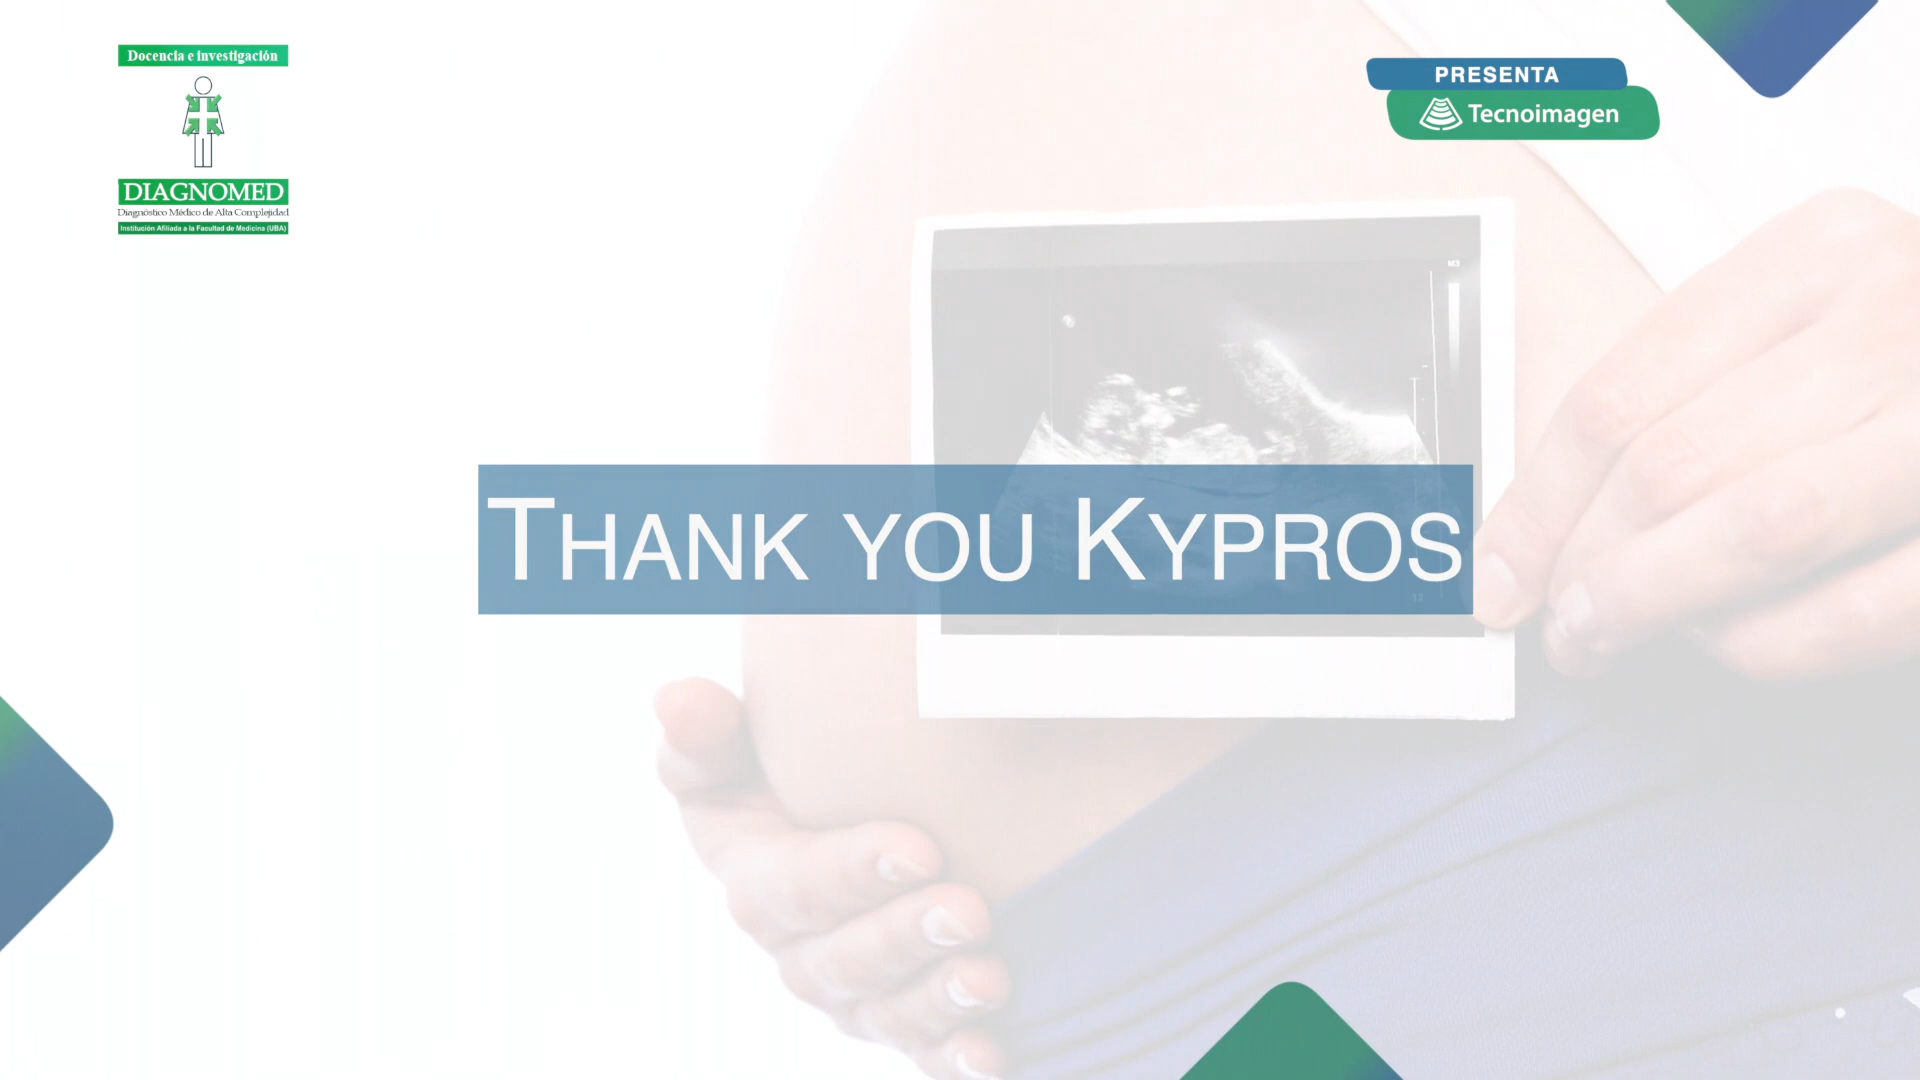 Docencia e investigación
DIAGNOMED
Diagnóstico Médico de Alta Complejidad
Institución Afiliada a la Facultad de Medicina (UBA)
PRESENTA
Tecnoimagen
M3
THANK YOU KYPROS